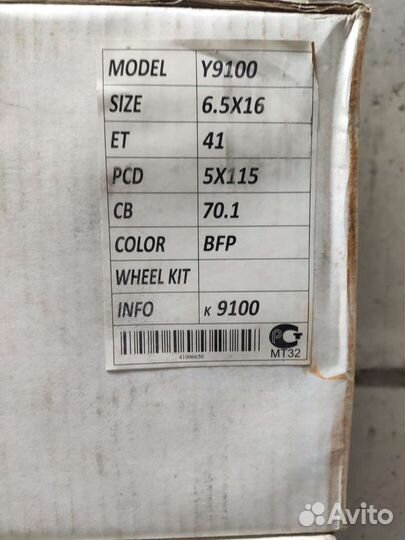 MODEL Y9100
SIZE 6.5X16
ET 41
PCD 5X115
CB 70.1
COLOR BFP
WHEEL KIT
INFO к 9100
41006650
МТ32
Avito